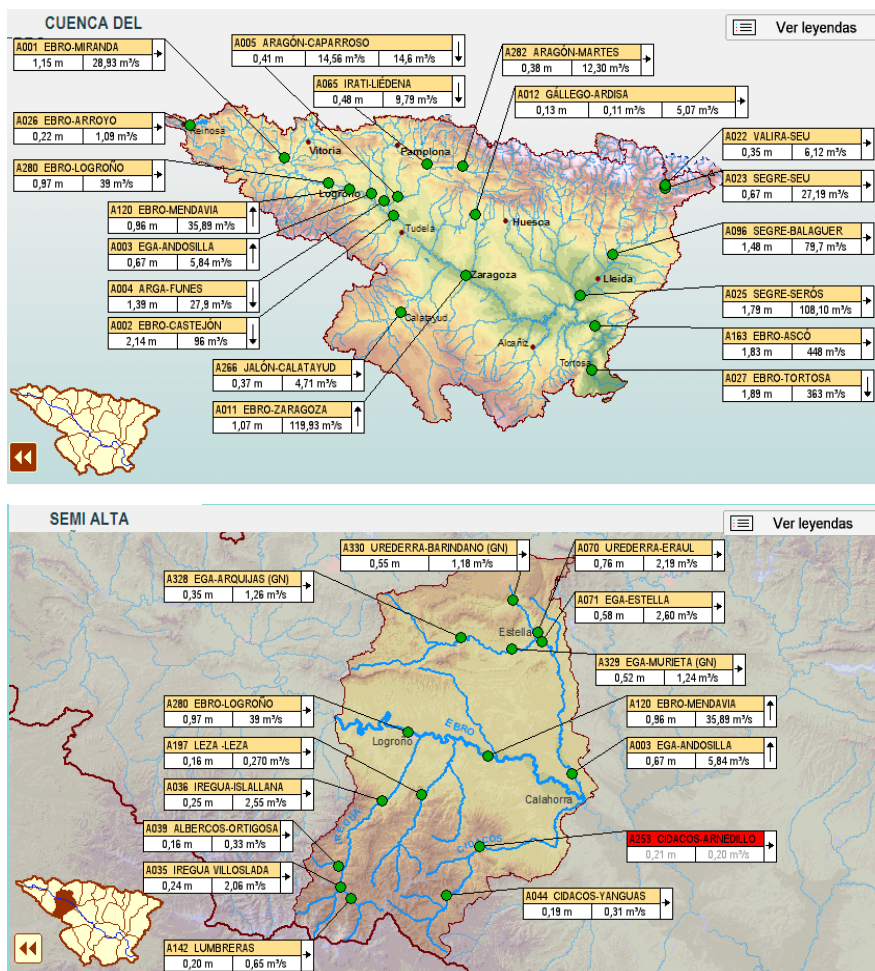 CUENCA DEL
Ver leyendas
A001 EBRO-MIRANDA
1,15 m 28,93 m³/s
A005 ARAGÓN-CAPARROSO
0,41 m 14,56 m³/s 14,6 m³/s
A282 ARAGÓN-MARTES
0,38 m 12,30 m³/s
A065 IRATI-LIÉDENA
0,48 m 9,79 m³/s
A012 GÁLLEGO-ARDISA
0,13 m 0,11 m³/s 5,07 m³/s
A026 EBRO-ARROYO
0,22 m 1,09 m³/s
Reinosa
Vitoria
Pamplona
A022 VALIRA-SEU
0,35 m 6,12 m³/s
A280 EBRO-LOGROÑO
0,97 m 39 m³/s
Logroño
A023 SEGRE-SEU
0,67 m 27,19 m³/s
A120 EBRO-MENDAVIA
0,96 m 35,89 m³/s
Tudela
Huesca
A096 SEGRE-BALAGUER
1,48 m 79,7 m³/s
A003 EGA-ANDOSILLA
0,67 m 5,84 m³/s
A004 ARGA-FUNES
1,39 m 27,9 m³/s
Zaragoza
Lleida
A025 SEGRE-SERÓS
1,79 m 108,10 m³/s
A002 EBRO-CASTEJÓN
2,14 m 96 m³/s
Calatayud
Alcañiz
A163 EBRO-ASCÓ
1,83 m 448 m³/s
A266 JALÓN-CALATAYUD
0,37 m 4,71 m³/s
Tortosa
A027 EBRO-TORTOSA
1,89 m 363 m³/s
A011 EBRO-ZARAGOZA
1,07 m 119,93 m³/s
SEMI ALTA
Ver leyendas
A330 UREDERRA-BARINDANO (GN)
0,55 m 1,18 m³/s
A070 UREDERRA-ERAUL
0,76 m 2,19 m³/s
A328 EGA-ARQUIJAS (GN)
0,35 m 1,26 m³/s
A071 EGA-ESTELLA
0,58 m 2,60 m³/s
Estella
A329 EGA-MURIETA (GN)
0,52 m 1,24 m³/s
A280 EBRO-LOGROÑO
0,97 m 39 m³/s
A120 EBRO-MENDAVIA
0,96 m 35,89 m³/s
EBRO
Logroño
A197 LEZA -LEZA
0,16 m 0,270 m³/s
A003 EGA-ANDOSILLA
0,67 m 5,84 m³/s
A036 IREGUA-ISLALLANA
0,25 m 2,55 m³/s
Calahorra
IREGUA
CIDACOS
A039 ALBERCOS-ORTIGOSA
0,16 m 0,33 m³/s
A253 CIDACOS-ARNEDILLO
0,21 m 0,20 m³/s
A035 IREGUA VILLOSLADA
0,24 m 2,06 m³/s
A044 CIDACOS-YANGUAS
0,19 m 0,31 m³/s
A142 LUMBRERAS
0,20 m 0,65 m³/s